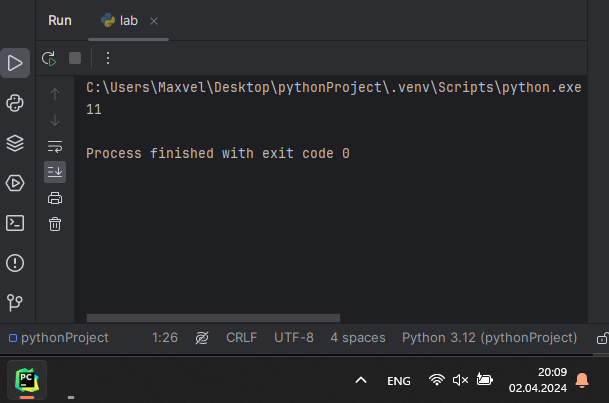 Run lab
C:\Users\Maxvel\Desktop\pythonProject\.venv\Scripts\python.exe
11
Process finished with exit code 0
pythonProject 1:26 CRLF UTF-8 4 spaces Python 3.12 (pythonProject)
PC ENG 20:09
02.04.2024